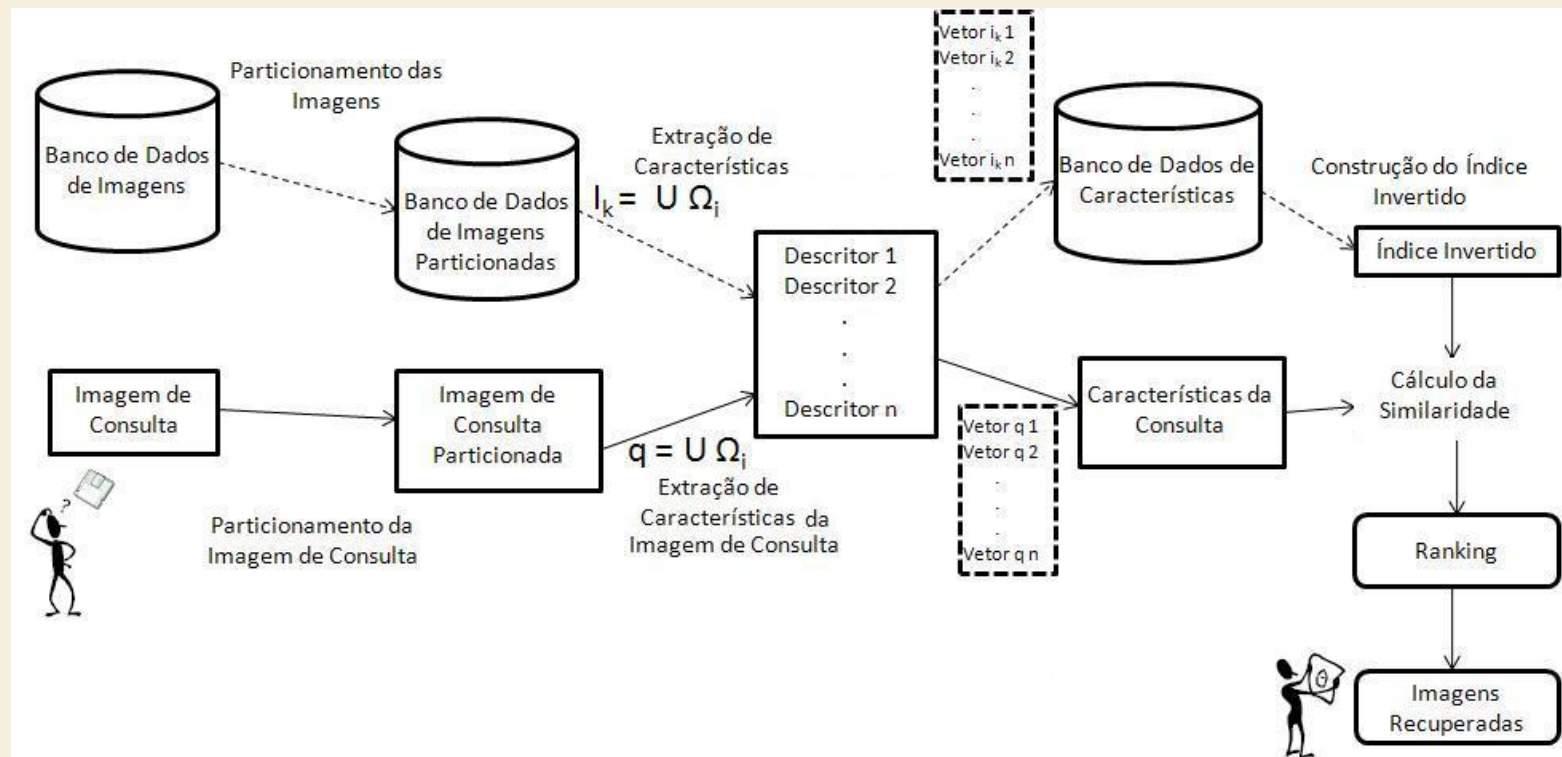 Banco de Dados
de Imagens
Particionamento das
Imagens
Banco de Dados
de Imagens
Particionadas
Extração de
Características
Iₖ = U Ωᵢ
Descritor 1
Descritor 2
.
.
.
Descritor n
Vetor iₖ 1
Vetor iₖ 2
.
.
.
Vetor iₖ n
Banco de Dados de
Características
Construção do Índice
Invertido
Índice Invertido
Imagem de
Consulta
?
Particionamento da
Imagem de Consulta
Imagem de
Consulta
Particionada
q = U Ωᵢ
Extração de
Características da
Imagem de Consulta
Vetor q 1
Vetor q 2
.
.
.
Vetor q n
Características da
Consulta
Cálculo da
Similaridade
Ranking
Imagens
Recuperadas